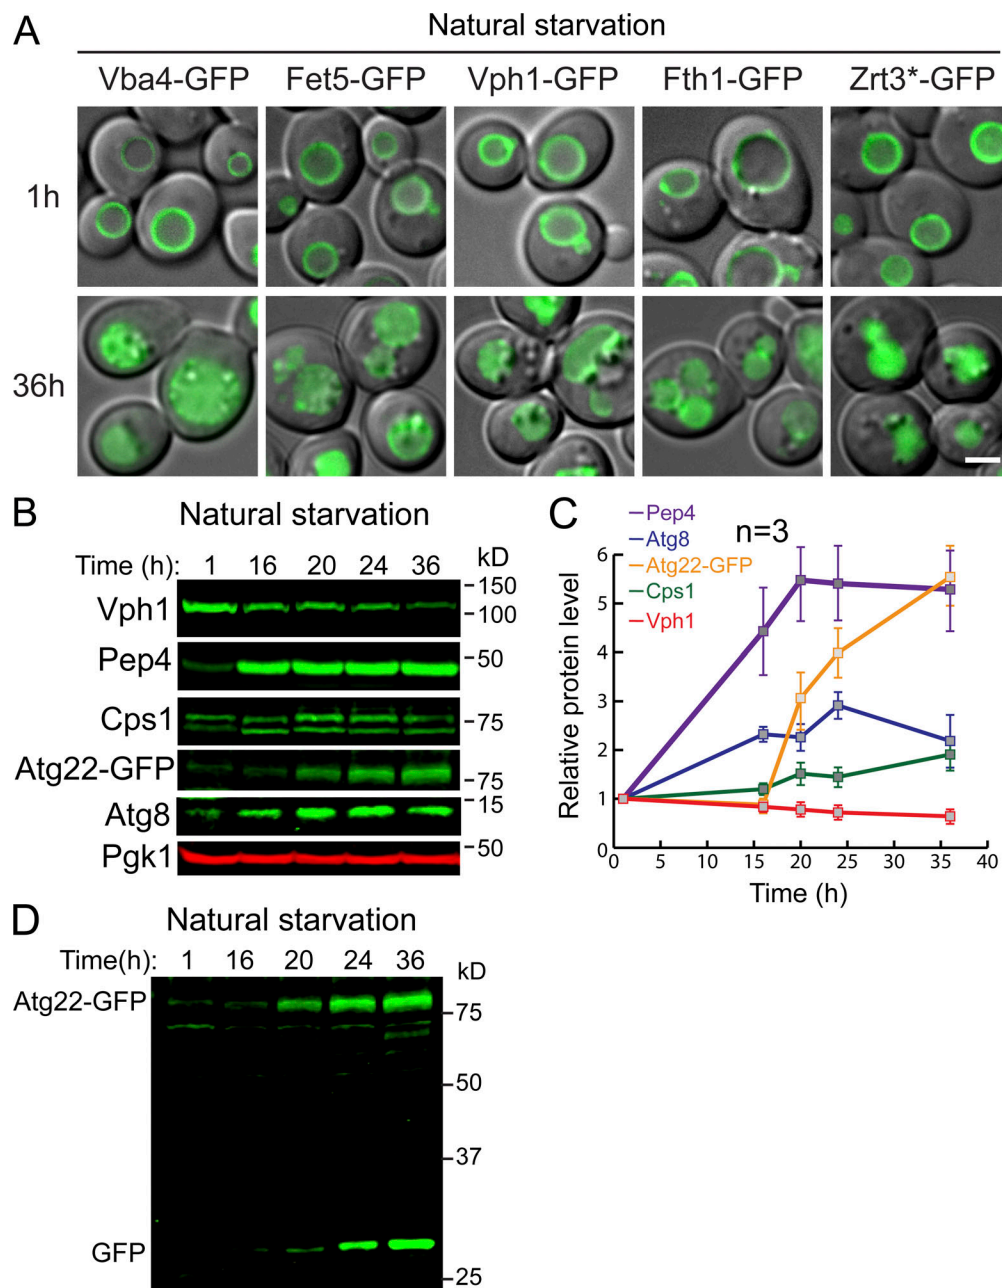 A
Natural starvation
Vba4-GFP Fet5-GFP Vph1-GFP Fth1-GFP Zrt3*-GFP
1h
36h
B
Natural starvation
Time (h): 1 16 20 24 36 kD
Vph1
150
100
Pep4
50
Cps1
75
Atg22-GFP
75
Atg8
15
Pgk1
50
C
n=3
Pep4
Atg8
Atg22-GFP
Cps1
Vph1
Relative protein level
6
5
4
3
2
1
0
0 5 10 15 20 25 30 35 40
Time (h)
D
Natural starvation
Time(h): 1 16 20 24 36 kD
Atg22-GFP
75
50
37
GFP
25